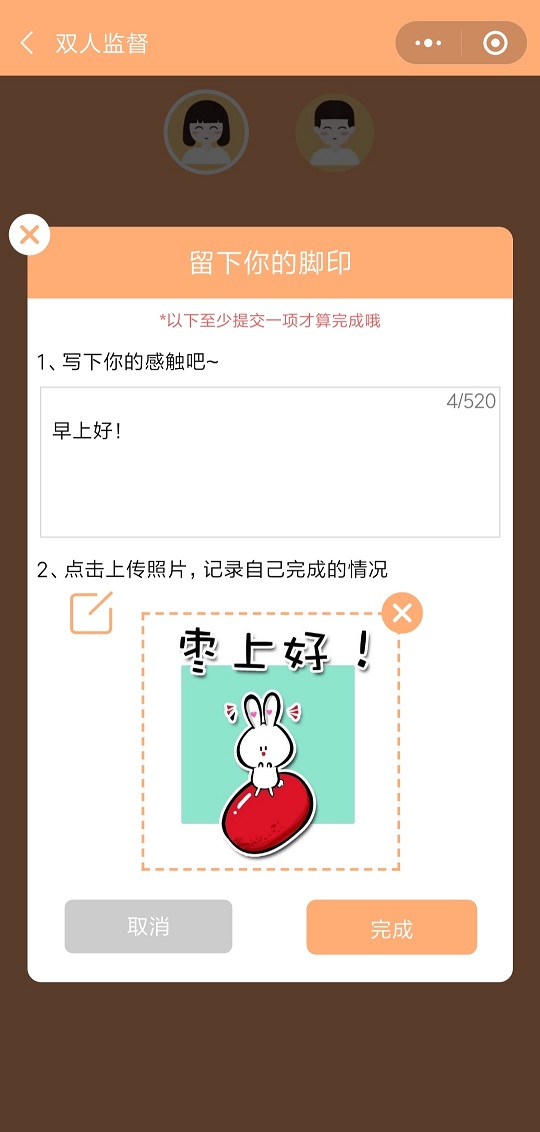 双人监督
留下你的脚印
*以下至少提交一项才算完成哦
1、写下你的感触吧~
4/520
早上好！
2、点击上传照片，记录自己完成的情况
枣上好！
取消
完成